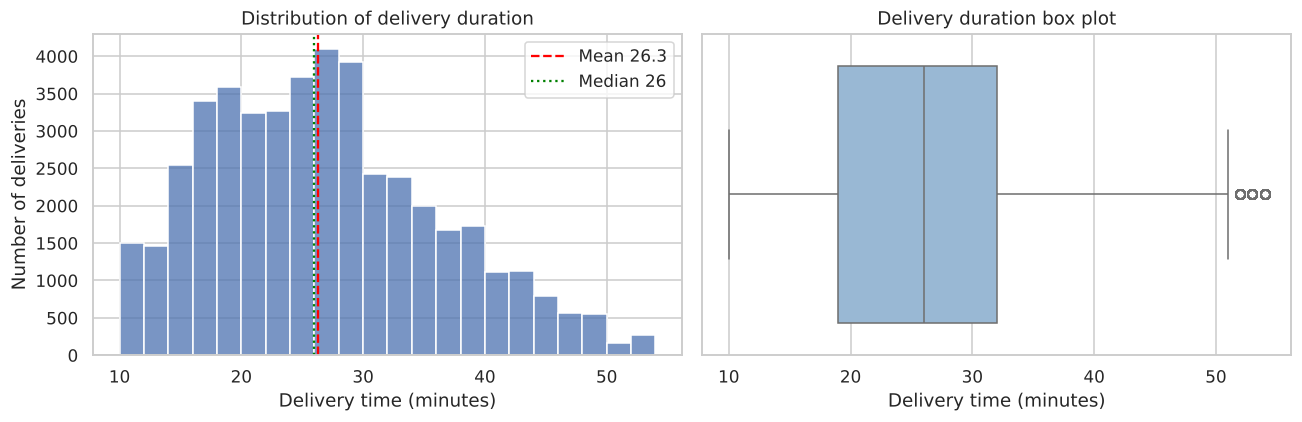 Distribution of delivery duration
Number of deliveries
4000
3500
3000
2500
2000
1500
1000
500
0
Mean 26.3
Median 26
10 20 30 40 50
Delivery time (minutes)
Delivery duration box plot
10 20 30 40 50
Delivery time (minutes)